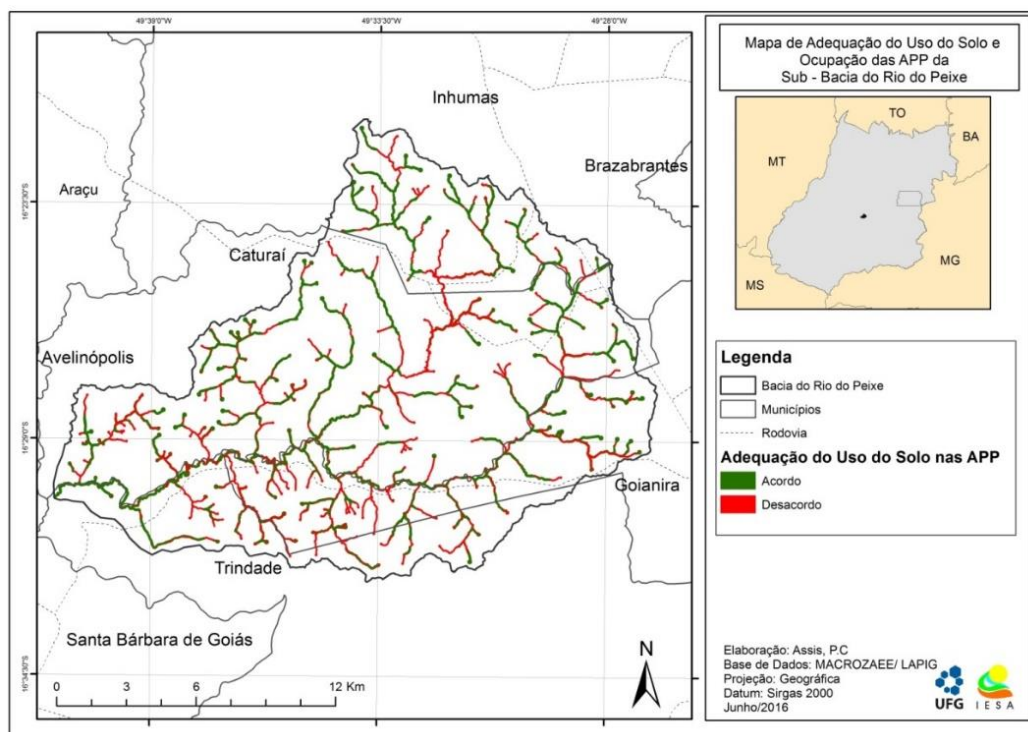 49°39'0"W
49°33'30"W
49°28'0"W
16°23'30"S
16°29'0"S
16°34'30"S
Inhumas
Brazabrantes
Araçu
Caturaí
Avelinópolis
Goianira
Trindade
Santa Bárbara de Goiás
0 3 6 12 Km
N
Mapa de Adequação do Uso do Solo e
Ocupação das APP da
Sub - Bacia do Rio do Peixe
TO
BA
MT
MG
MS
Legenda
Bacia do Rio do Peixe
Municípios
Rodovia
Adequação do Uso do Solo nas APP
Acordo
Desacordo
Elaboração: Assis, P.C
Base de Dados: MACROZAEE/ LAPIG
Projeção: Geográfica
Datum: Sirgas 2000
Junho/2016
UFG
IESA